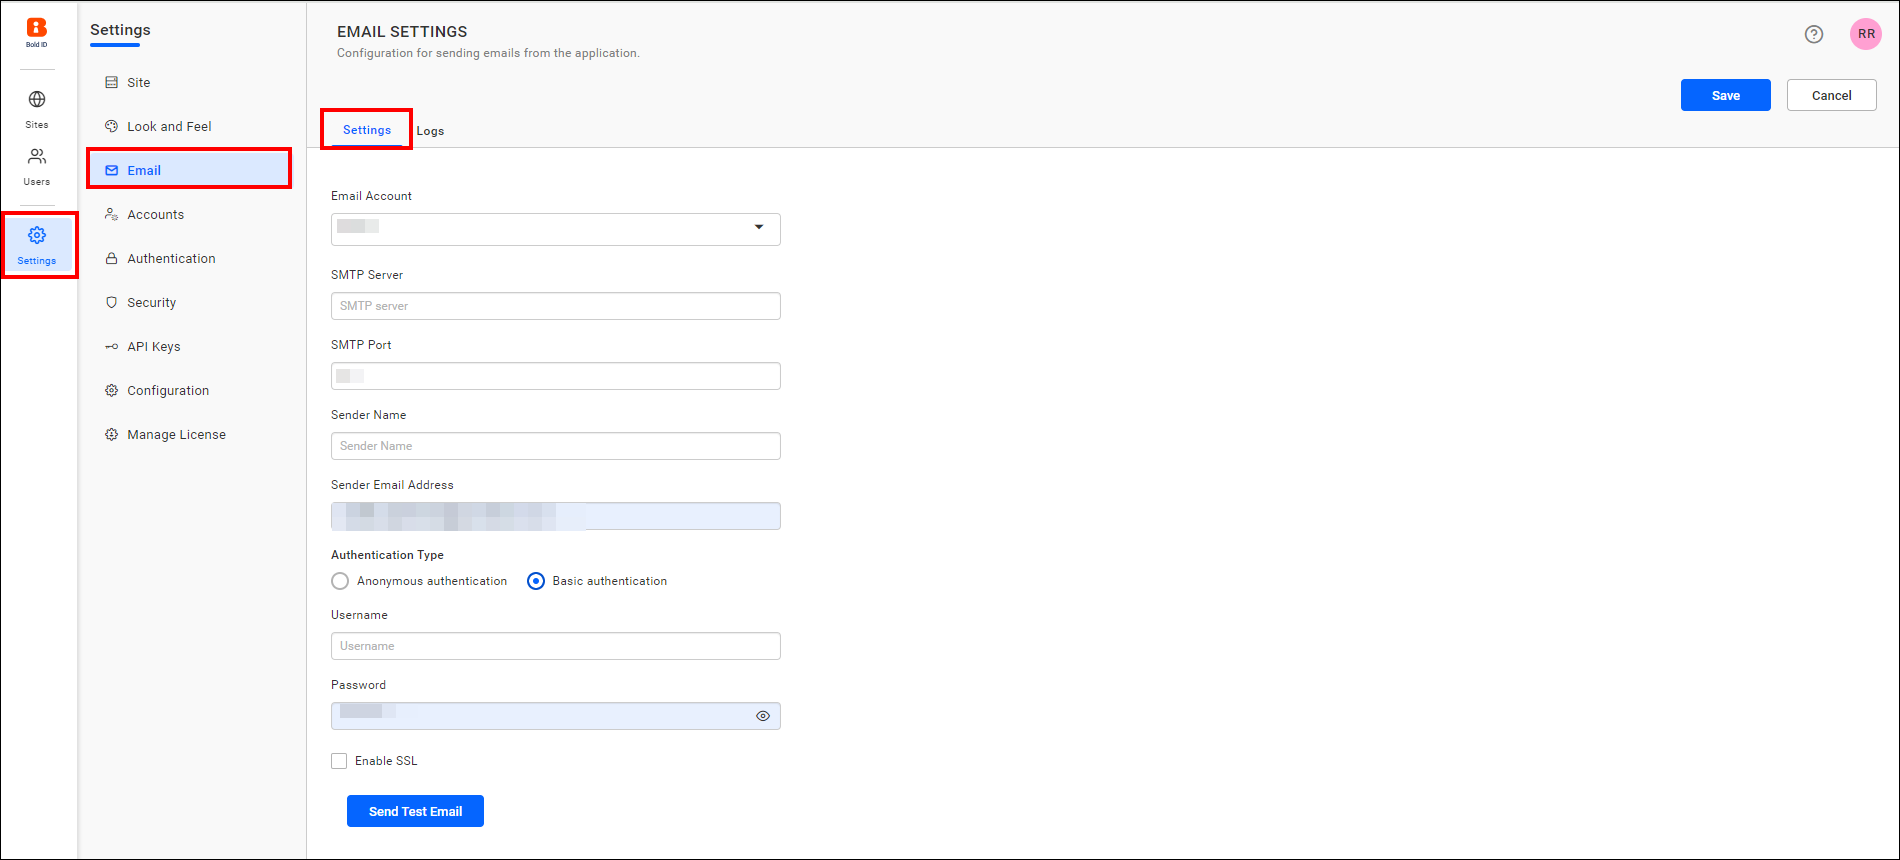 Bold ID
Sites
Users
Settings
Settings
Site
Look and Feel
Email
Accounts
Authentication
Security
API Keys
Configuration
Manage License
EMAIL SETTINGS
Configuration for sending emails from the application.
RR
Save
Cancel
Settings
Logs
Email Account
SMTP Server
SMTP server
SMTP Port
Sender Name
Sender Name
Sender Email Address
Authentication Type
Anonymous authentication
Basic authentication
Username
Username
Password
Enable SSL
Send Test Email